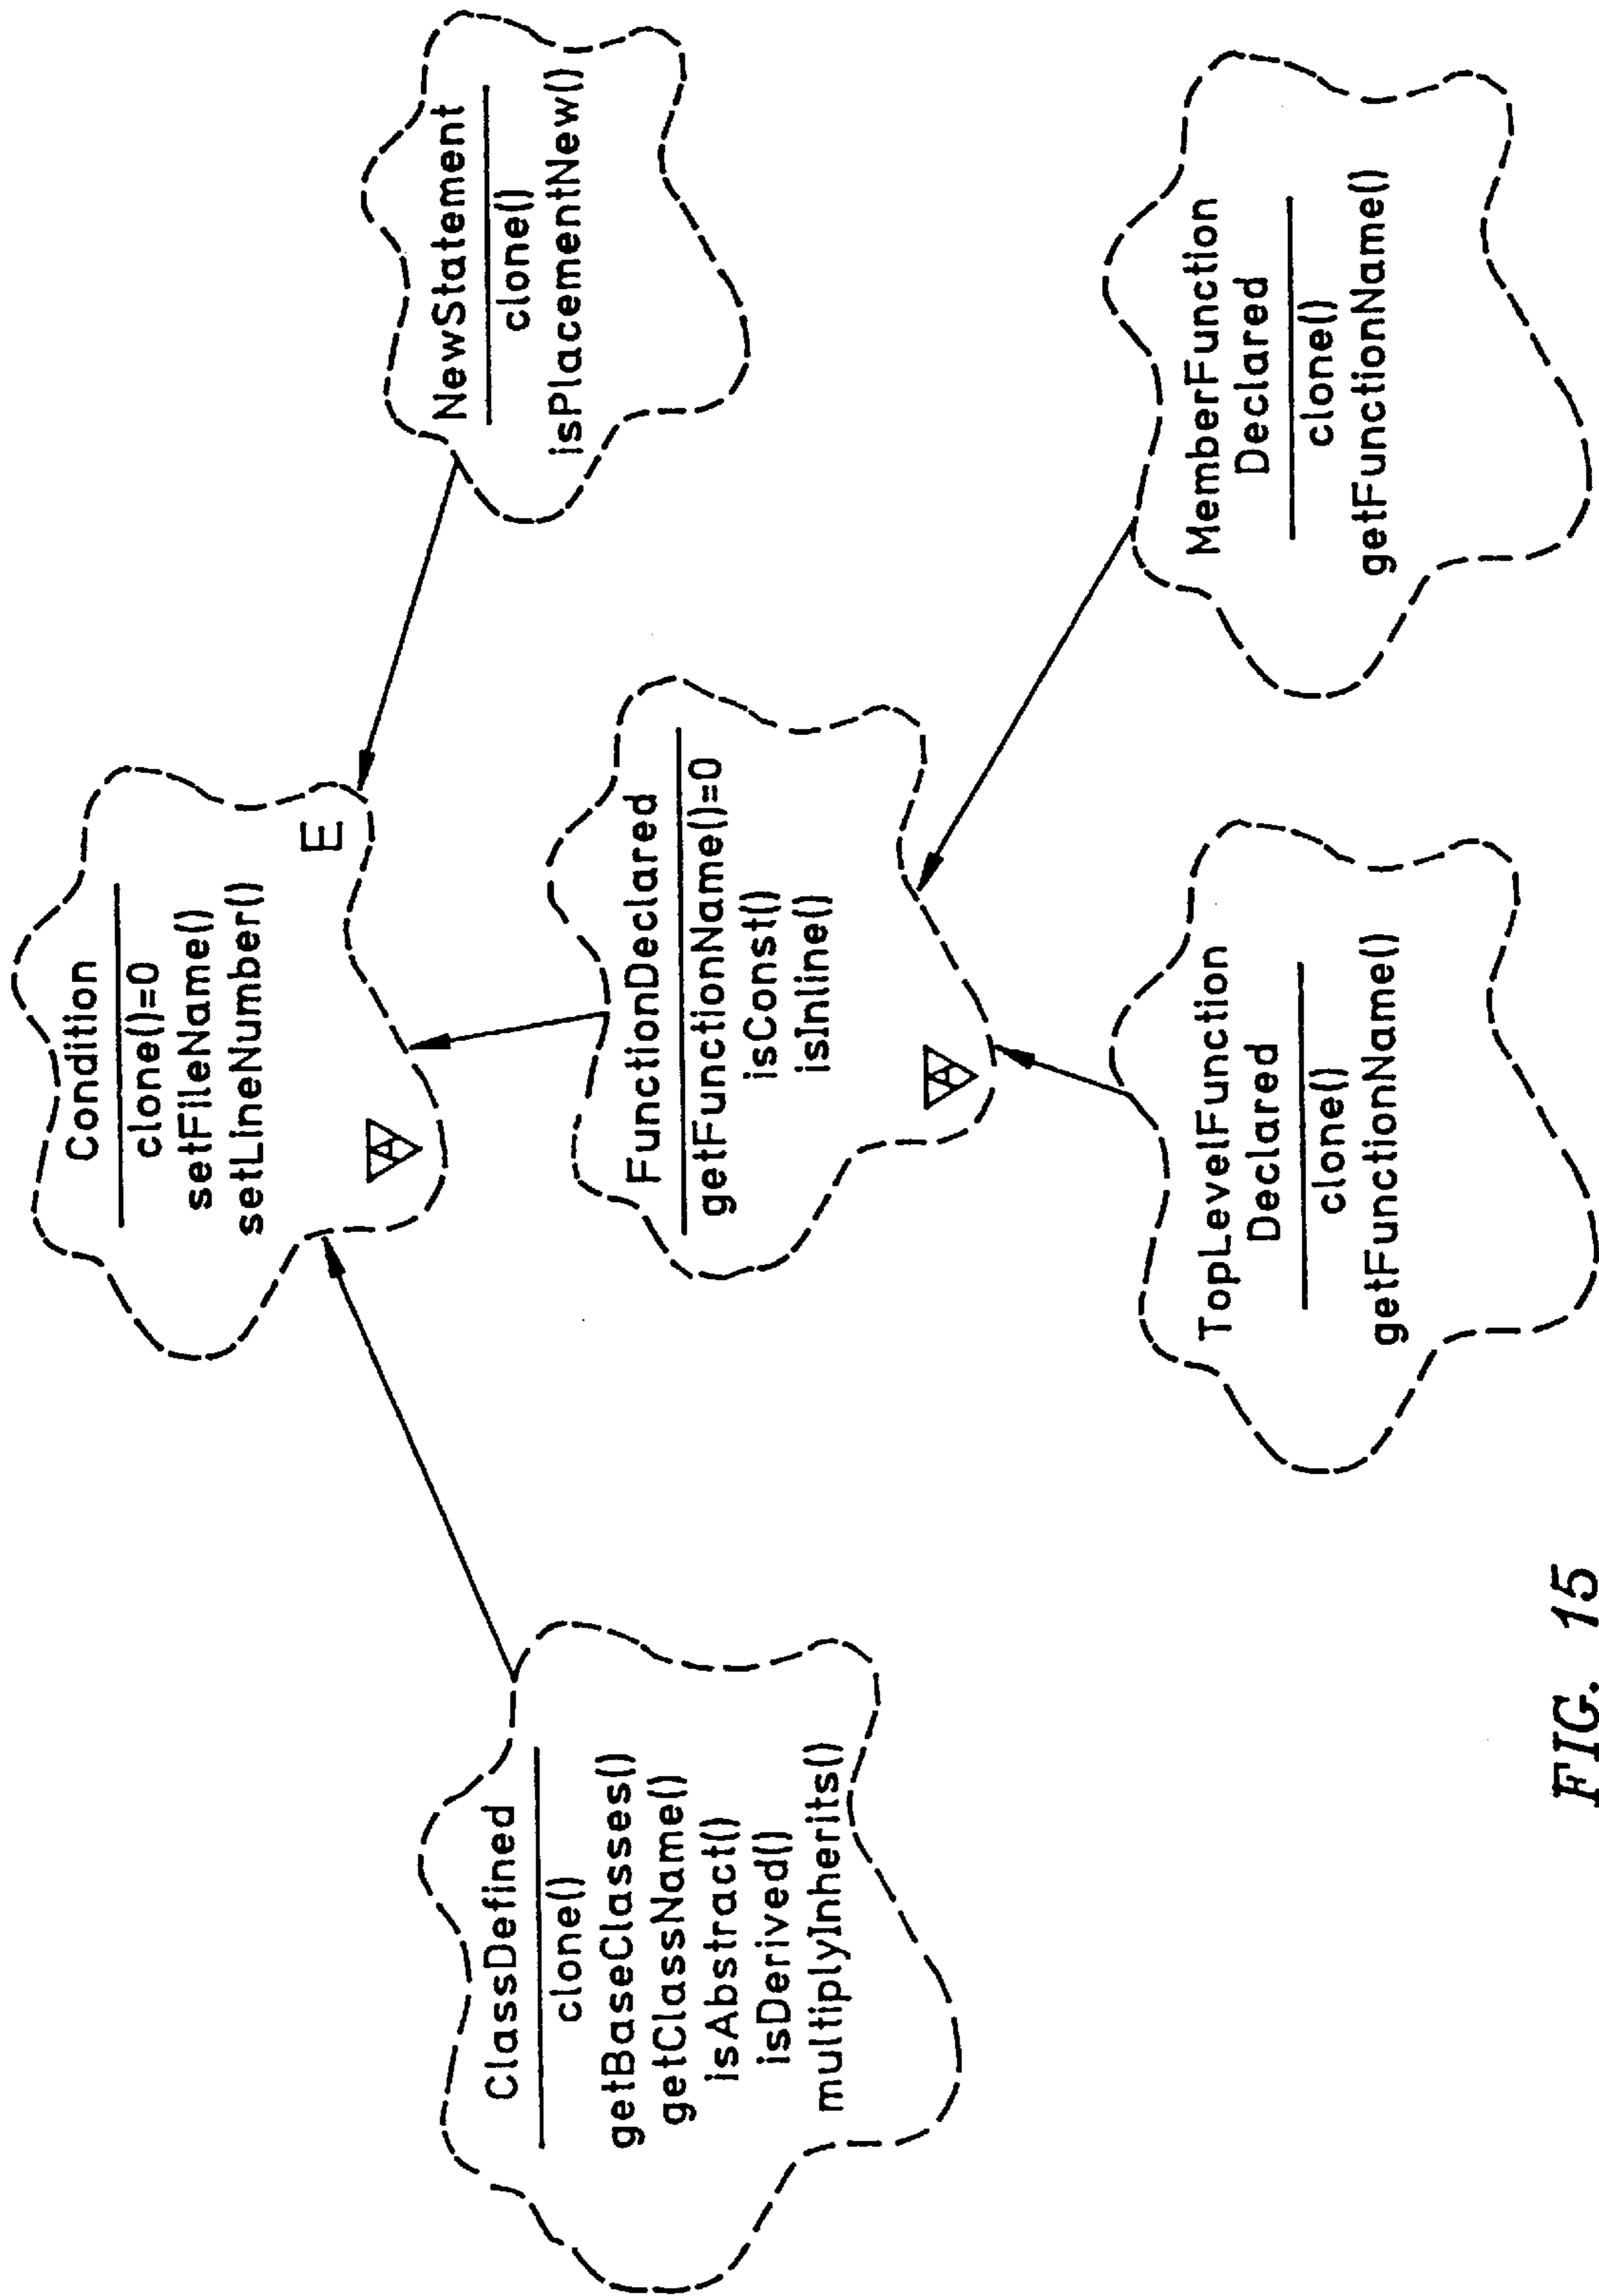 Condition
clone()=0
setFileName()
setLineNumber()
A
E
ClassDefined
clone()
getBaseClasses()
getClassName()
isAbstract()
isDerived()
multiplyInherits()
FunctionDeclared
getFunctionName()=0
isConst()
isInline()
A
NewStatement
clone()
isPlacementNew()
TopLevelFunction
Declared
clone()
getFunctionName()
MemberFunction
Declared
clone()
getFunctionName()
FIG. 15